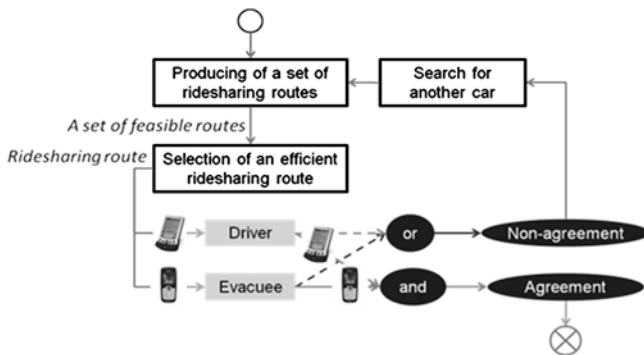 Producing of a set of
ridesharing routes
Search for
another car
A set of feasible routes
Ridesharing route
Selection of an efficient
ridesharing route
Driver
or
Non-agreement
Evacuee
and
Agreement